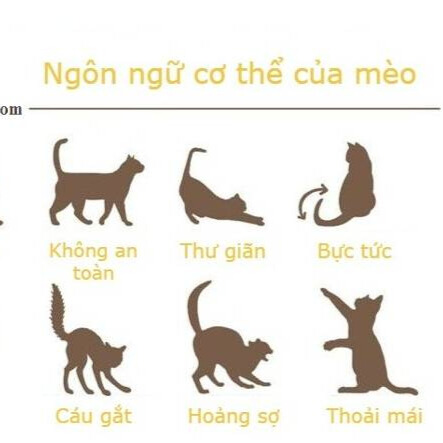 Ngôn ngữ cơ thể của mèo
om
Không an
toàn
Thư giãn
Bực tức
Cáu gắt
Hoảng sợ
Thoải mái